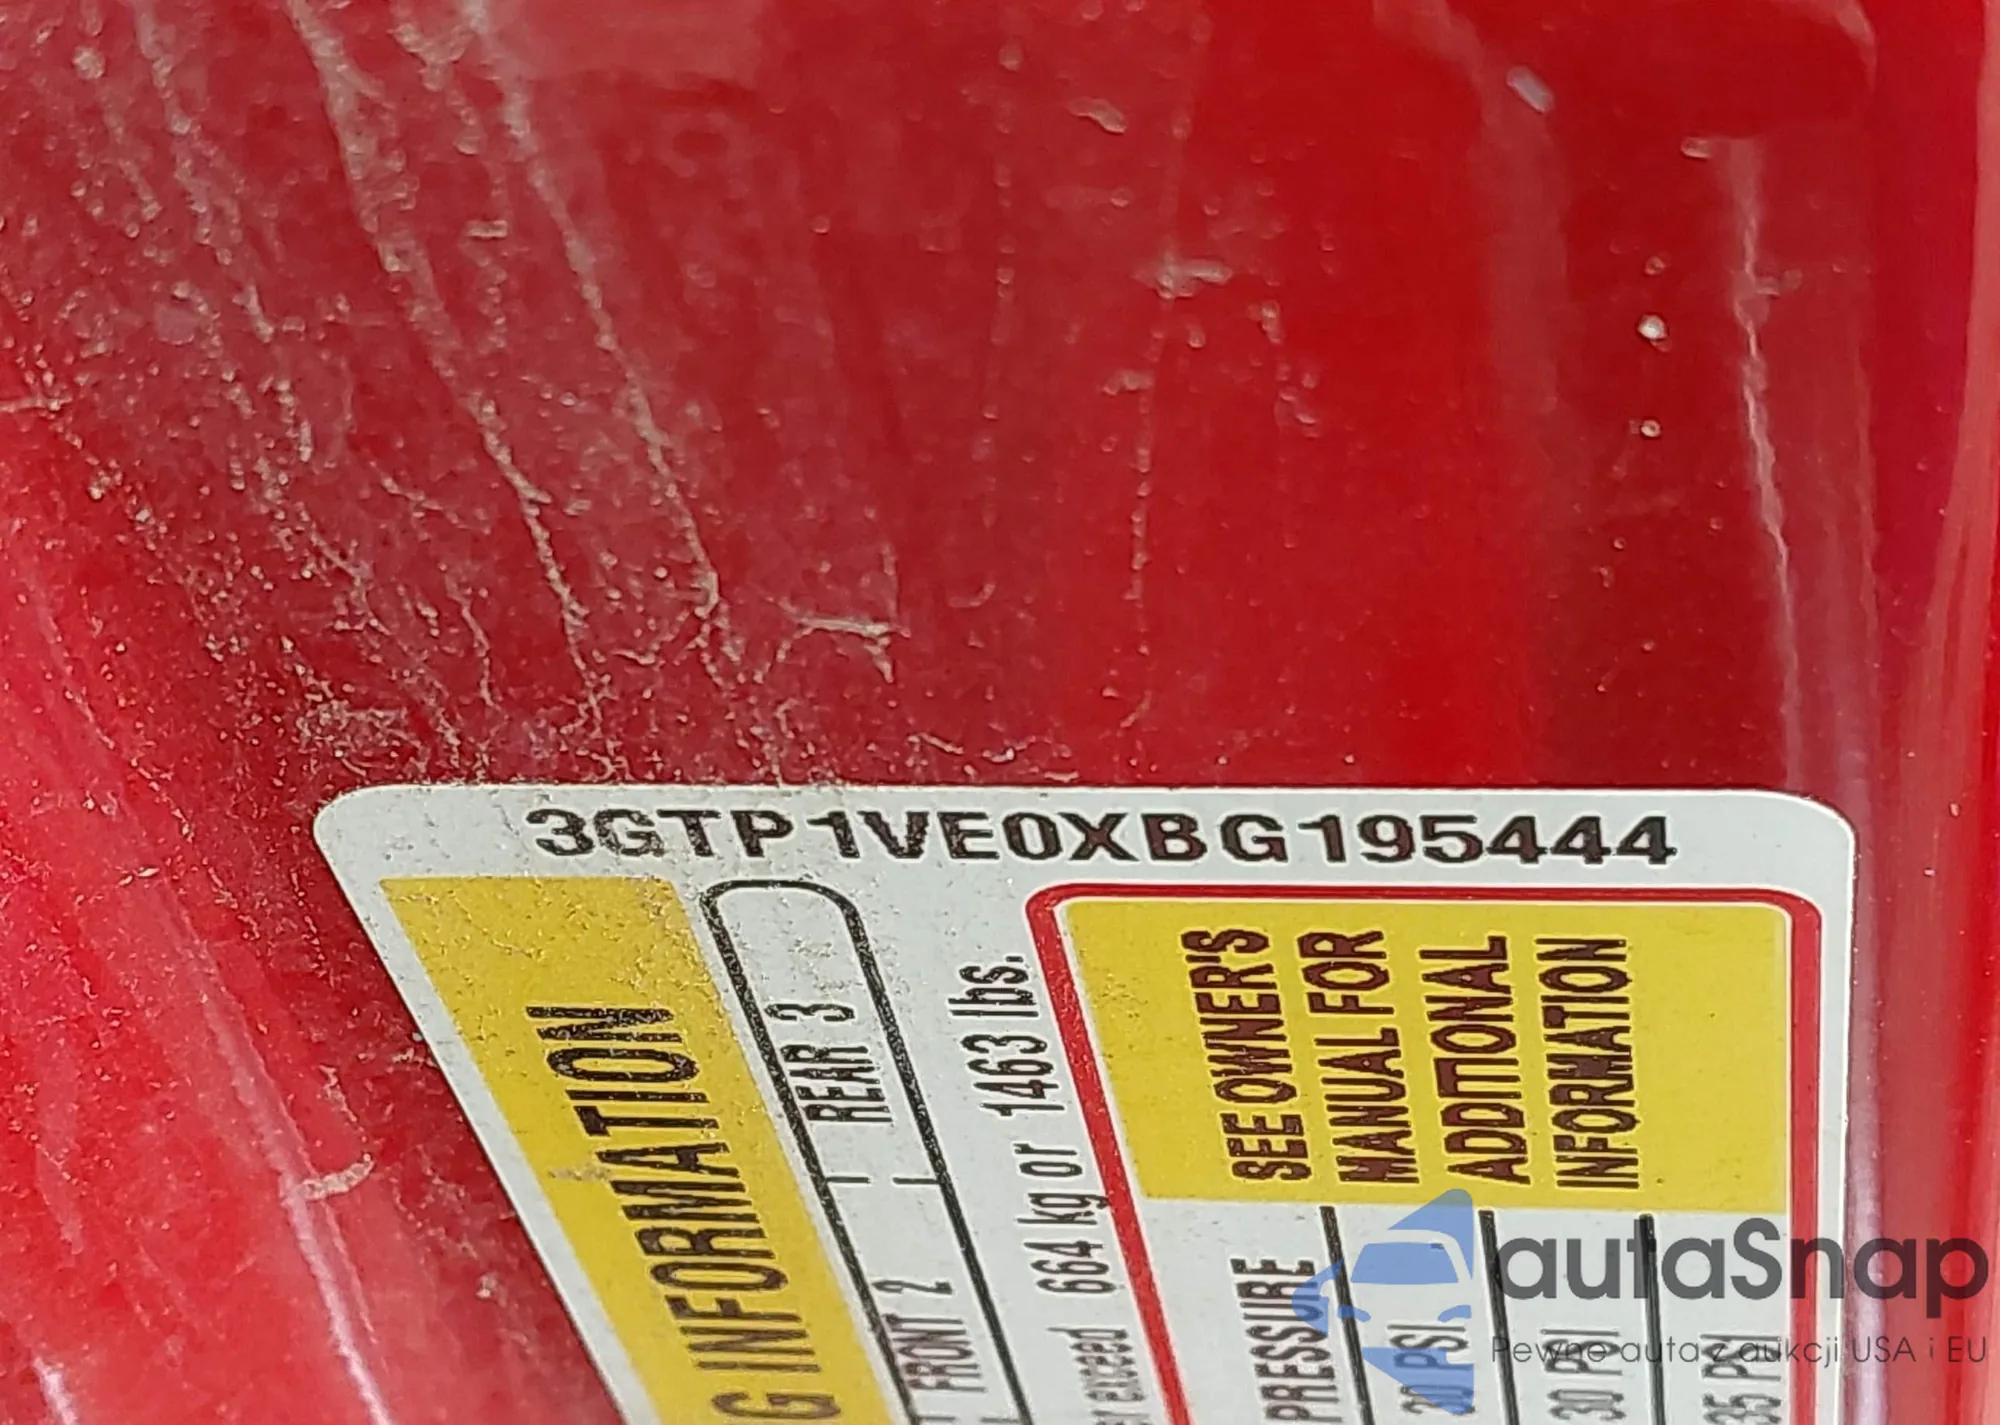 3GTP1VE0XBG195444
G INFORMATION
FRONT 2 REAR 3
exceed 664 kg or 1463 lbs.
SEE OWNER'S
MANUAL FOR
ADDITIONAL
INFORMATION
PRESSURE
30 PSI
30 PSI
35 PSI
autaSnap
Pewne auta z aukcji USA i EU